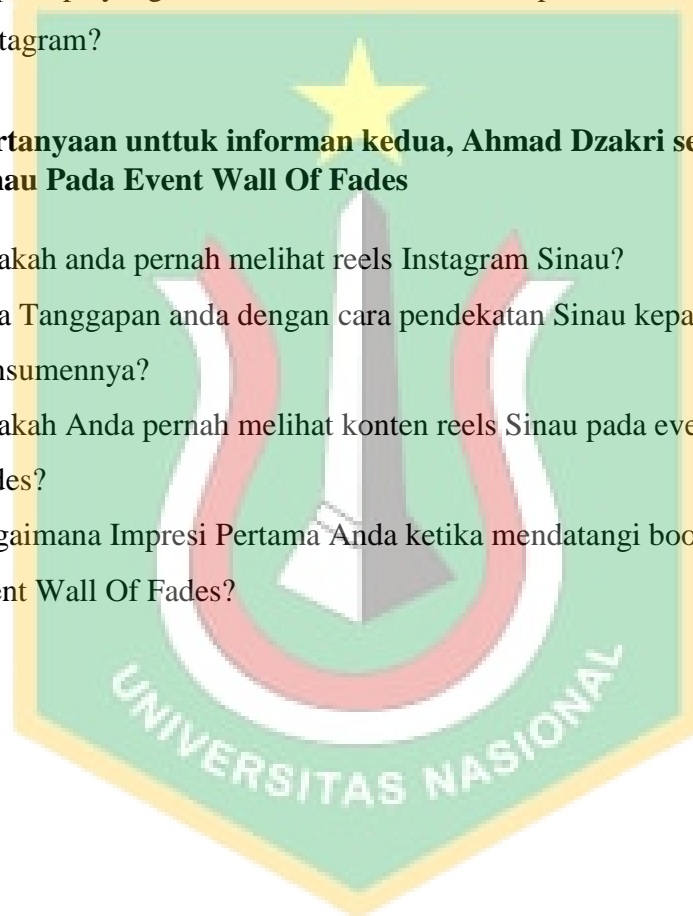 tagram?
rtanyaan unttuk informan kedua, Ahmad Dzakri se
nau Pada Event Wall Of Fades
akah anda pernah melihat reels Instagram Sinau?
a Tanggapan anda dengan cara pendekatan Sinau kepa
nsumennya?
akah Anda pernah melihat konten reels Sinau pada eve
des?
gaimana Impresi Pertama Anda ketika mendatangi boo
ent Wall Of Fades?
UNIVERSITAS NASIONAL